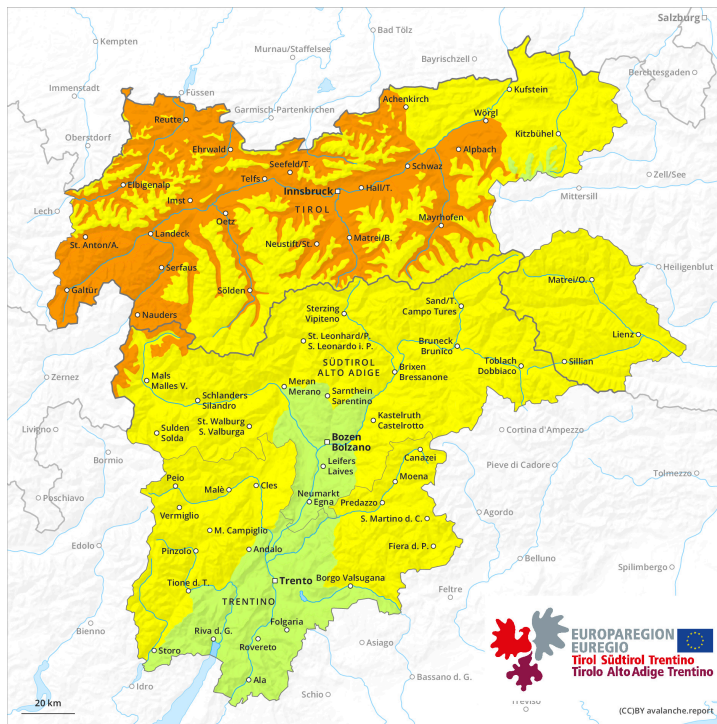 Salzburg
Kempten
Bad Tölz
Murnau/Staffelsee
Bayrischzell
Berchtesgaden
Immenstadt
Füssen
Garmisch-Partenkirchen
Achenkirch
Kufstein
Reutte
Wörgl
Oberstdorf
Kitzbühel
Ehrwald
Seefeld/T.
Alpbach
Schwaz
Zell/See
Telfs
Elbigenalp
Innsbruck
Hall/T.
Mittersill
Imst
TIROL
Lech
Oetz
Mayrhofen
St. Anton/A.
Landeck
Neustift/St.
Matrei/B.
Serfaus
Heiligenblut
Matrei/O.
Galtür
Sölden
Nauders
Sterzing
Vipiteno
Sand/T.
Campo Tures
Lienz
St. Leonhard/P.
S. Leonardo i. P.
Bruneck
Brunico
Toblach
Dobbiaco
Sillian
SÜDTIROL
ALTO ADIGE
Brixen
Bressanone
Zernez
Mals
Malles V.
Meran
Merano
Sarnthein
Sarentino
Schlanders
Silandro
St. Walburg
S. Valburga
Kastelruth
Castelrotto
Livigno
Sulden
Solda
Cortina d'Ampezzo
Bozen
Bolzano
Bormio
Canazei
Pieve di Cadore
Leifers
Laives
Tolmezzo
Moena
Peio
Malè
Cles
Neumarkt
Egna
Predazzo
Poschiavo
Vermiglio
Agordo
S. Martino d. C.
M. Campiglio
Edolo
Pinzolo
Andalo
Fiera d. P.
Belluno
Spilimbergo
Tione d. T.
Trento
Borgo Valsugana
Feltre
TRENTINO
Bienno
Riva d. G.
Folgaria
Rovereto
Asiago
Storo
Idro
Ala
Bassano d. G.
Schio
Treviso
EUROPAREGION
EUREGIO
Tirol Südtirol Trentino
Tirolo Alto Adige Trentino
20 km
(CC)BY avalanche.report